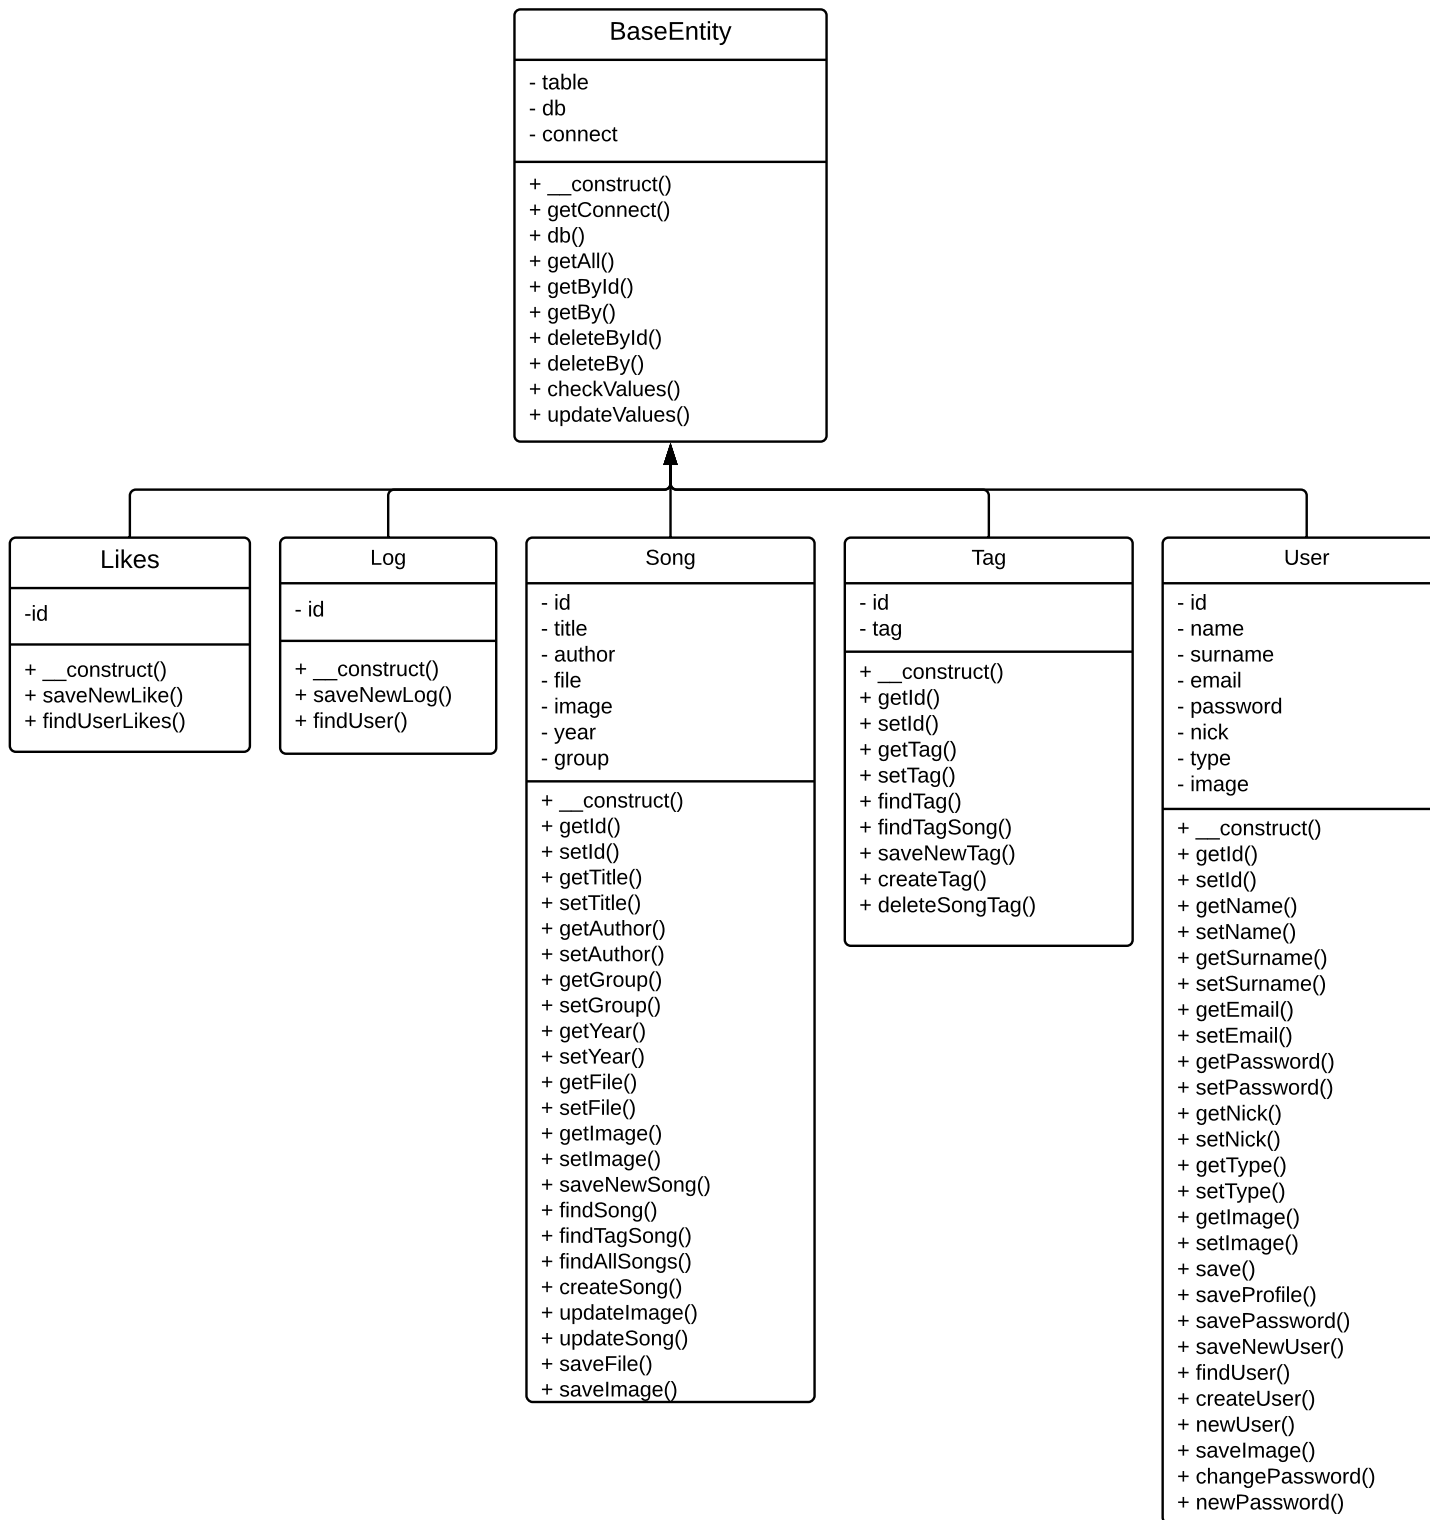 BaseEntity
- table
- db
- connect
+ __construct()
+ getConnect()
+ db()
+ getAll()
+ getById()
+ getBy()
+ deleteById()
+ deleteBy()
+ checkValues()
+ updateValues()
Likes
-id
+ __construct()
+ saveNewLike()
+ findUserLikes()
Log
- id
+ __construct()
+ saveNewLog()
+ findUser()
Song
- id
- title
- author
- file
- image
- year
- group
+ __construct()
+ getId()
+ setId()
+ getTitle()
+ setTitle()
+ getAuthor()
+ setAuthor()
+ getGroup()
+ setGroup()
+ getYear()
+ setYear()
+ getFile()
+ setFile()
+ getImage()
+ setImage()
+ saveNewSong()
+ findSong()
+ findTagSong()
+ findAllSongs()
+ createSong()
+ updateImage()
+ updateSong()
+ saveFile()
+ saveImage()
Tag
- id
- tag
+ __construct()
+ getId()
+ setId()
+ getTag()
+ setTag()
+ findTag()
+ findTagSong()
+ saveNewTag()
+ createTag()
+ deleteSongTag()
User
- id
- name
- surname
- email
- password
- nick
- type
- image
+ __construct()
+ getId()
+ setId()
+ getName()
+ setName()
+ getSurname()
+ setSurname()
+ getEmail()
+ setEmail()
+ getPassword()
+ setPassword()
+ getNick()
+ setNick()
+ getType()
+ setType()
+ getImage()
+ setImage()
+ save()
+ saveProfile()
+ savePassword()
+ saveNewUser()
+ findUser()
+ createUser()
+ newUser()
+ saveImage()
+ changePassword()
+ newPassword()